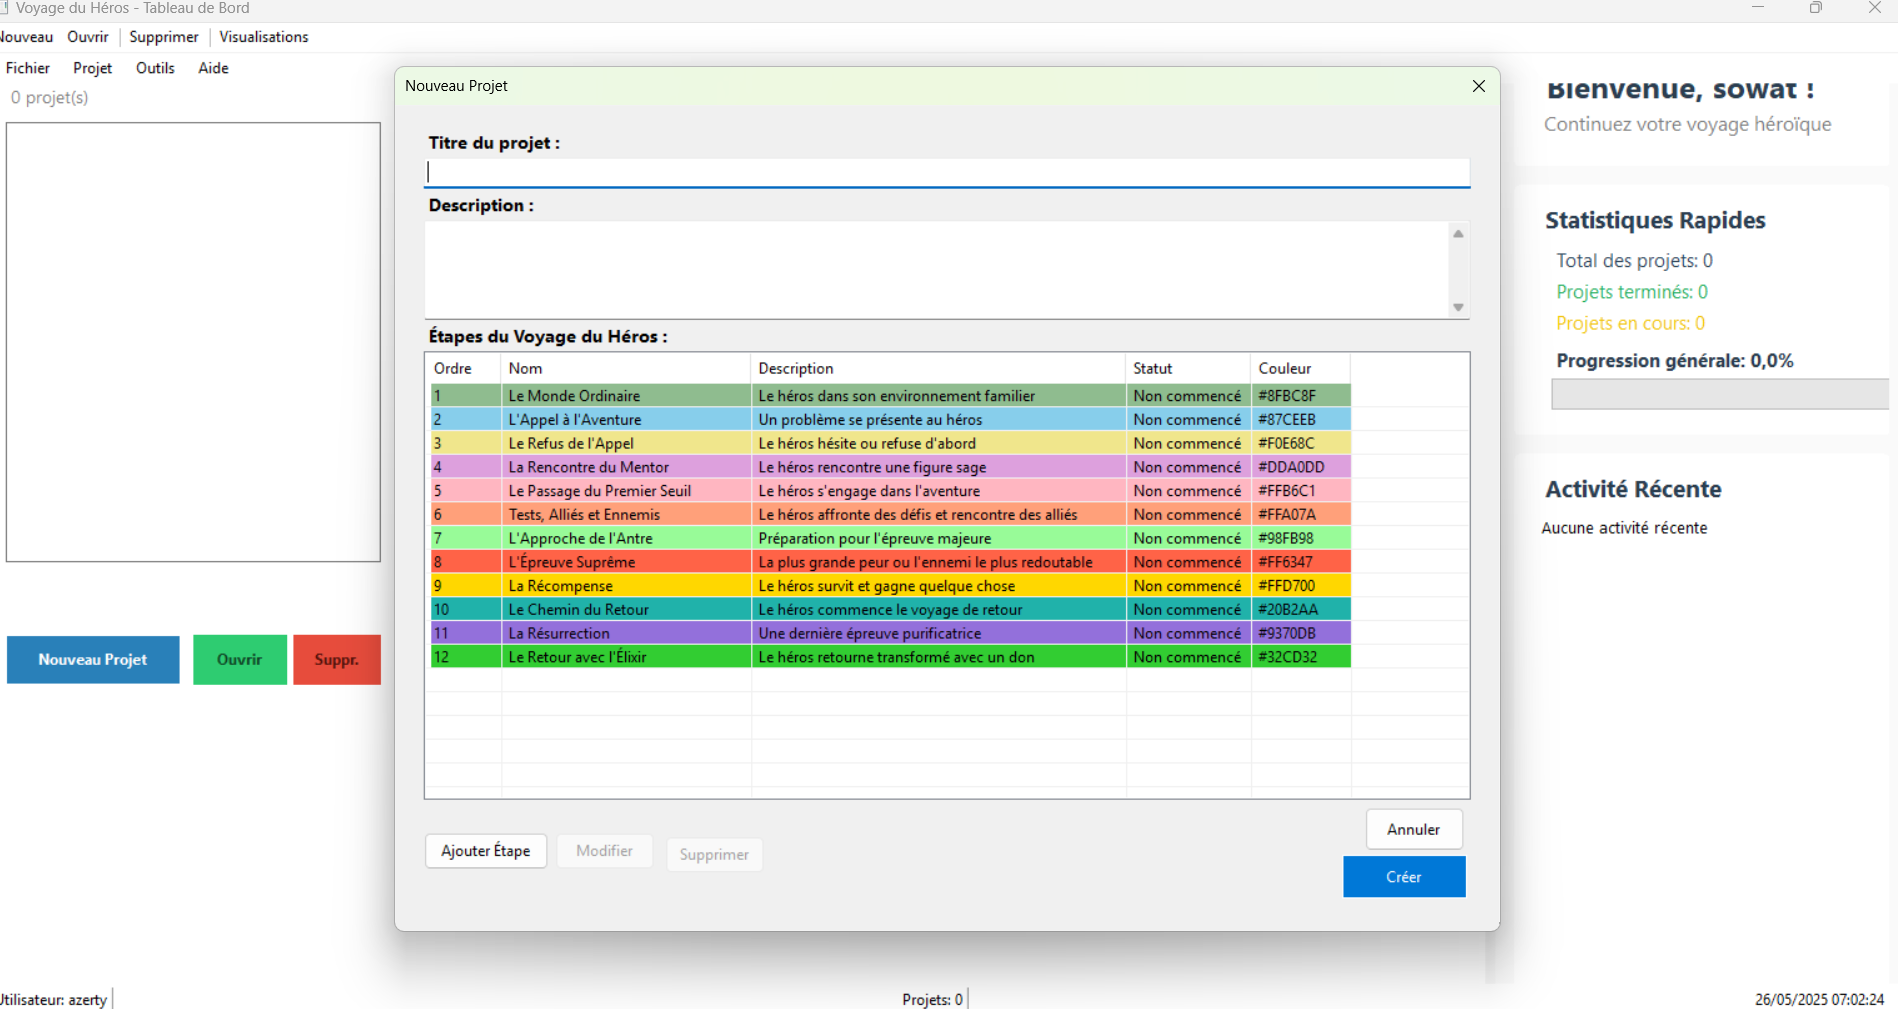 Voyage du Héros - Tableau de Bord
Nouveau Ouvrir Supprimer Visualisations
Fichier Projet Outils Aide
0 projet(s)
Nouveau Projet Ouvrir Suppr.
Nouveau Projet
Titre du projet :
Description :
Étapes du Voyage du Héros :
Ordre Nom Description Statut Couleur
1 Le Monde Ordinaire Le héros dans son environnement familier Non commencé #8FBC8F
2 L'Appel à l'Aventure Un problème se présente au héros Non commencé #87CEEB
3 Le Refus de l'Appel Le héros hésite ou refuse d'abord Non commencé #F0E68C
4 La Rencontre du Mentor Le héros rencontre une figure sage Non commencé #DDA0DD
5 Le Passage du Premier Seuil Le héros s'engage dans l'aventure Non commencé #FFB6C1
6 Tests, Alliés et Ennemis Le héros affronte des défis et rencontre des alliés Non commencé #FFA07A
7 L'Approche de l'Antre Préparation pour l'épreuve majeure Non commencé #98FB98
8 L'Épreuve Suprême La plus grande peur ou l'ennemi le plus redoutable Non commencé #FF6347
9 La Récompense Le héros survit et gagne quelque chose Non commencé #FFD700
10 Le Chemin du Retour Le héros commence le voyage de retour Non commencé #20B2AA
11 La Résurrection Une dernière épreuve purificatrice Non commencé #9370DB
12 Le Retour avec l'Élixir Le héros retourne transformé avec un don Non commencé #32CD32
Ajouter Étape Modifier Supprimer
Annuler
Créer
Bienvenue, sowat !
Continuez votre voyage héroïque
Statistiques Rapides
Total des projets: 0
Projets terminés: 0
Projets en cours: 0
Progression générale: 0,0%
Activité Récente
Aucune activité récente
Utilisateur: azerty Projets: 0 26/05/2025 07:02:24